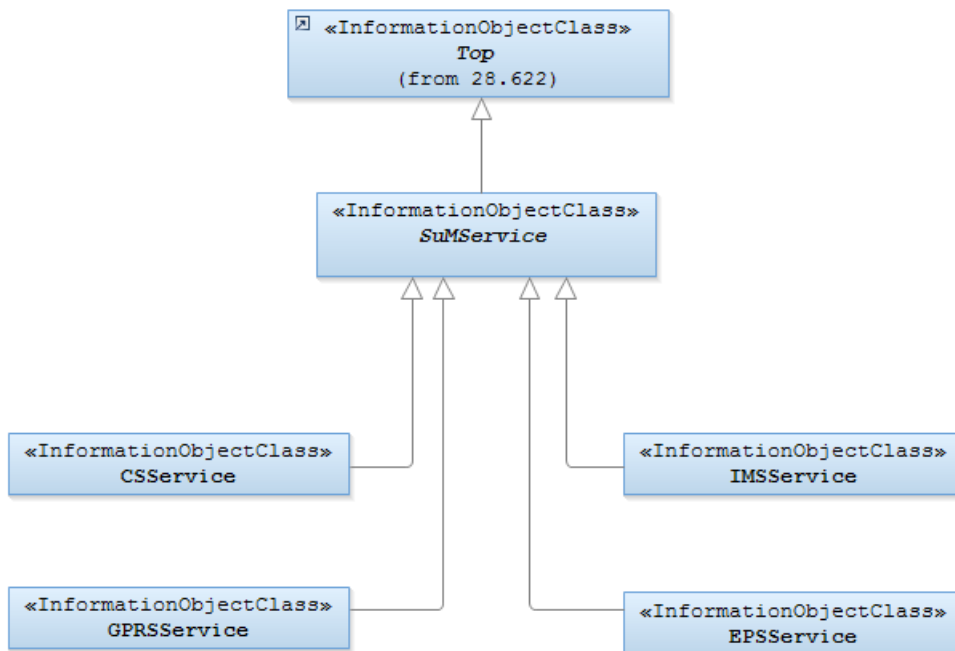 «InformationObjectClass»
Top
(from 28.622)
«InformationObjectClass»
SuMService
«InformationObjectClass»
CSService
«InformationObjectClass»
IMSService
«InformationObjectClass»
GPRSService
«InformationObjectClass»
EPSService